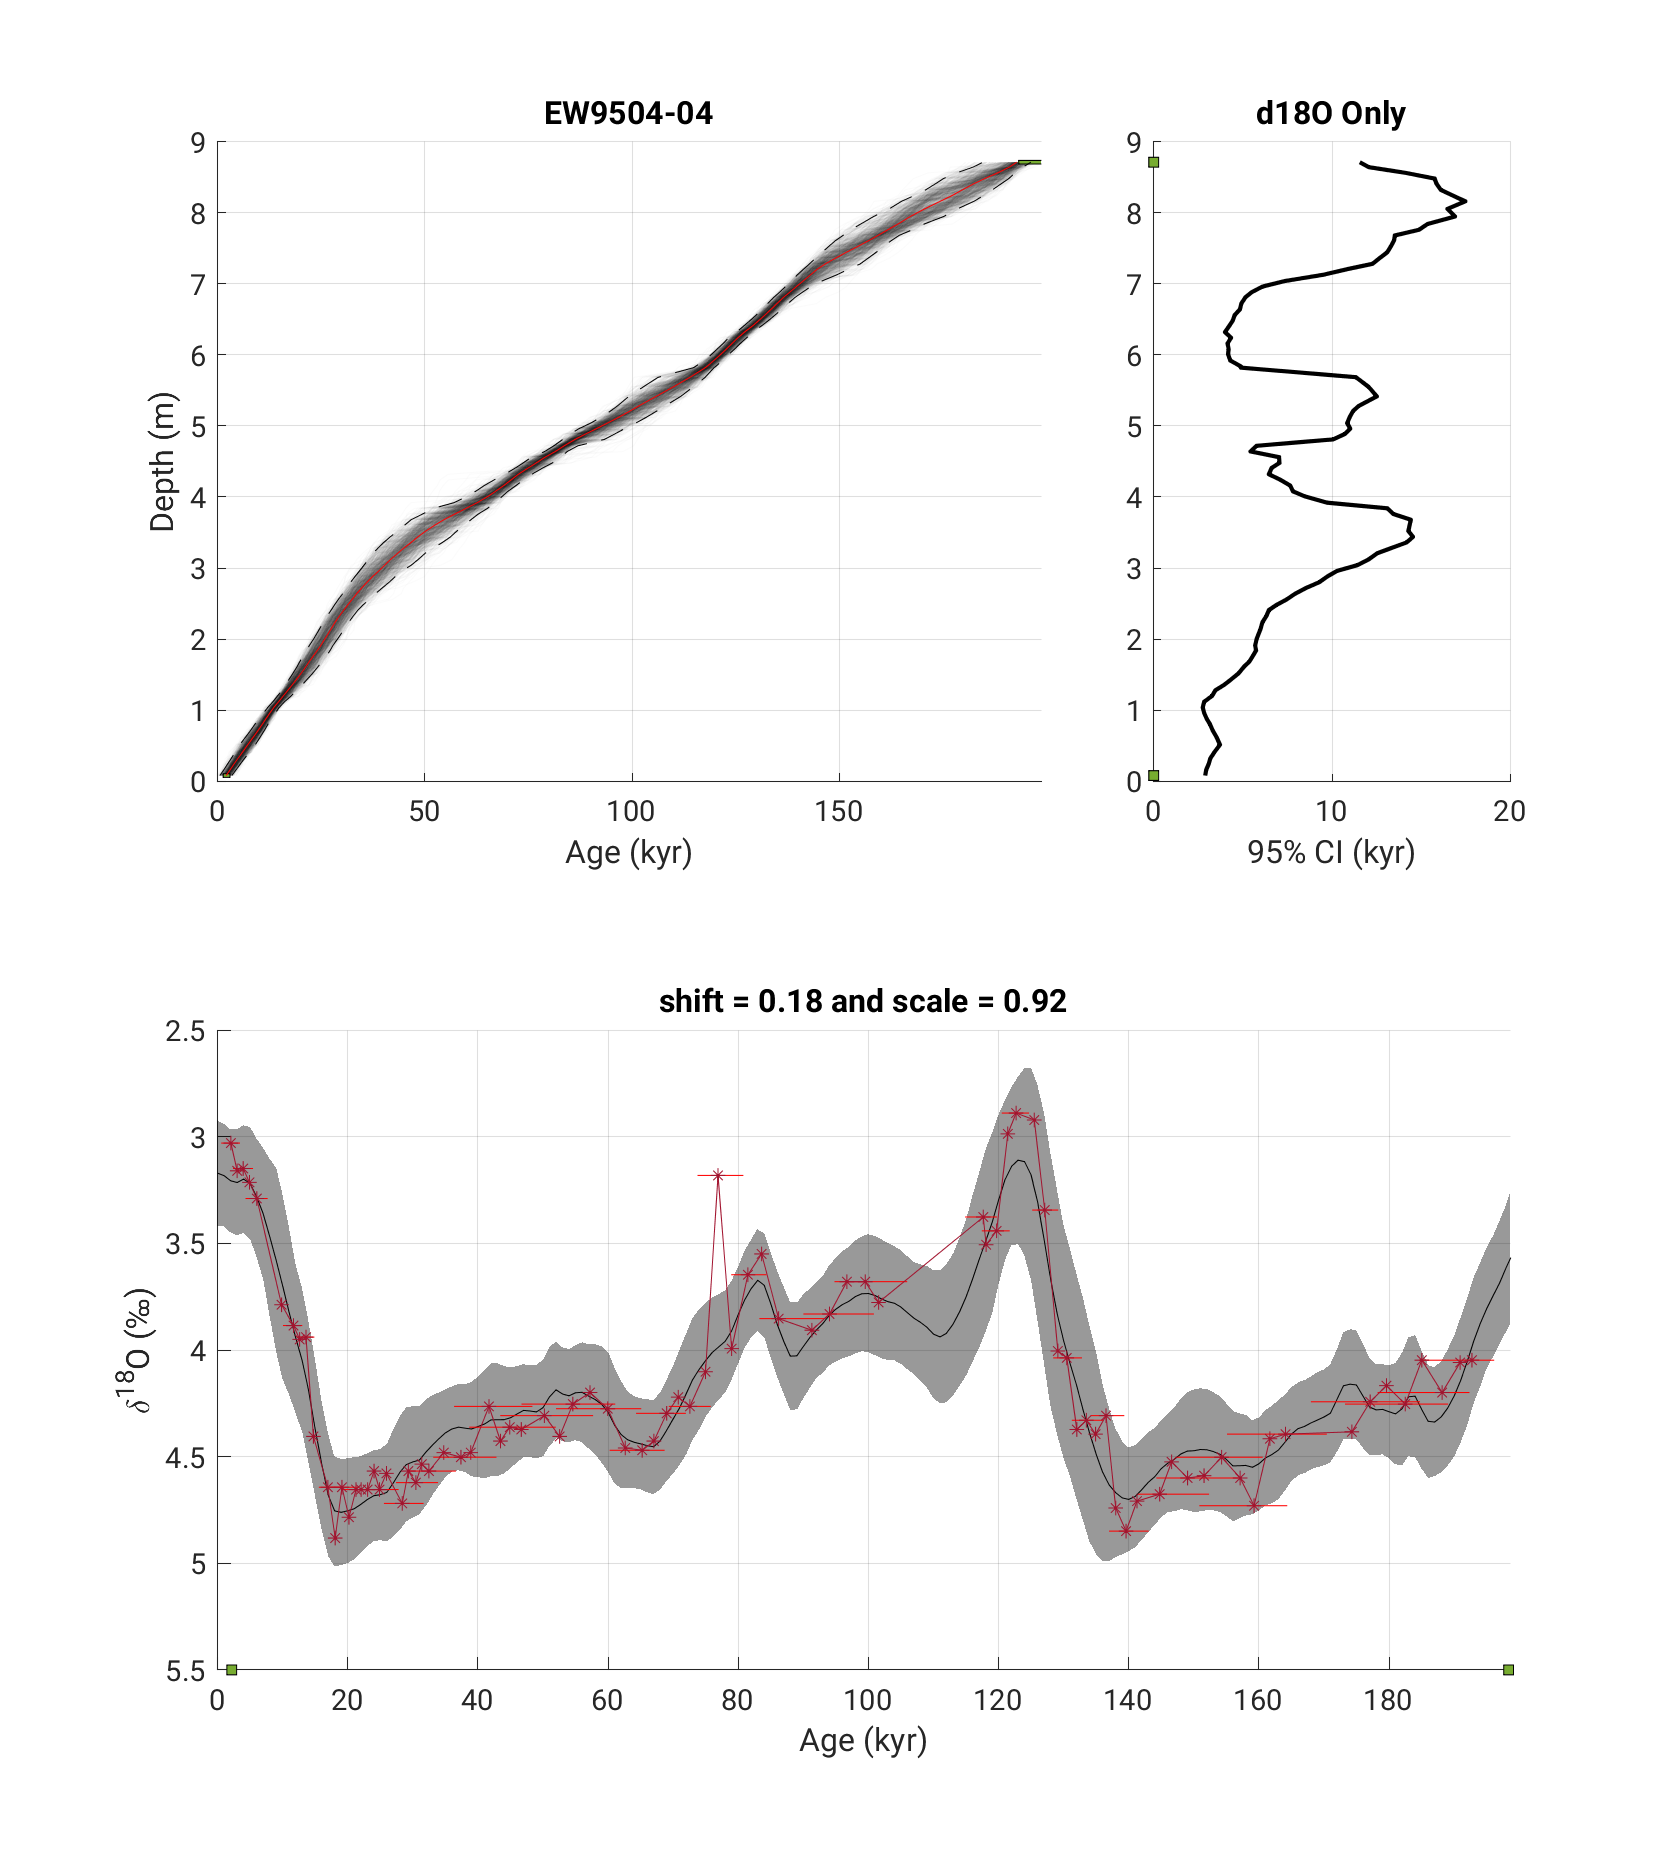 EW9504-04
9
8
7
6
5
4
3
2
1
0
Depth (m)
0 50 100 150
Age (kyr)
d18O Only
9
8
7
6
5
4
3
2
1
0
0 10 20
95% CI (kyr)
shift = 0.18 and scale = 0.92
2.5
3
3.5
4
4.5
5
5.5
δ¹⁸O (‰)
0 20 40 60 80 100 120 140 160 180
Age (kyr)